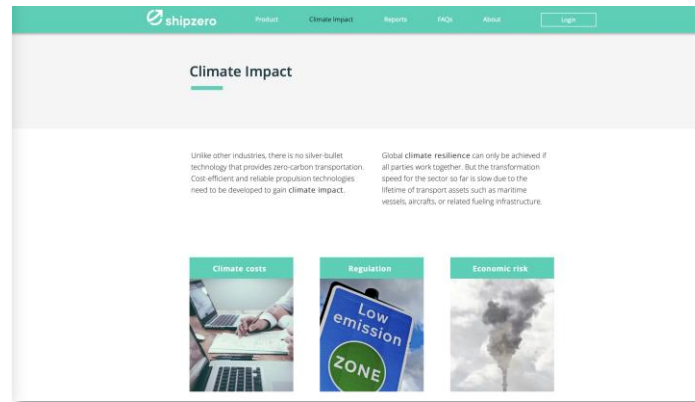 shipzero
Product
Climate Impact
Reports
FAQs
About
Login
Climate Impact
Unlike other industries, there is no silver-bullet
technology that provides zero-carbon transportation.
Cost-efficient and reliable propulsion technologies
need to be developed to gain climate impact.
Global climate resilience can only be achieved if
all parties work together. But the transformation
speed for the sector so far is slow due to the
lifetime of transport assets such as maritime
vessels, aircrafts, or related fueling infrastructure.
Climate costs
Regulation
Low
emission
ZONE
Economic risk